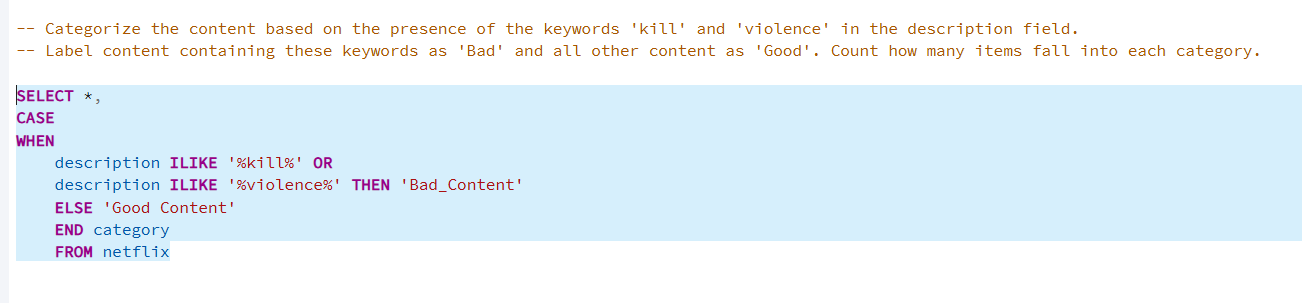 -- Categorize the content based on the presence of the keywords 'kill' and 'violence' in the description field.
-- Label content containing these keywords as 'Bad' and all other content as 'Good'. Count how many items fall into each category.
SELECT *,
CASE
WHEN
    description ILIKE '%kill%' OR
    description ILIKE '%violence%' THEN 'Bad_Content'
    ELSE 'Good Content'
    END category
    FROM netflix